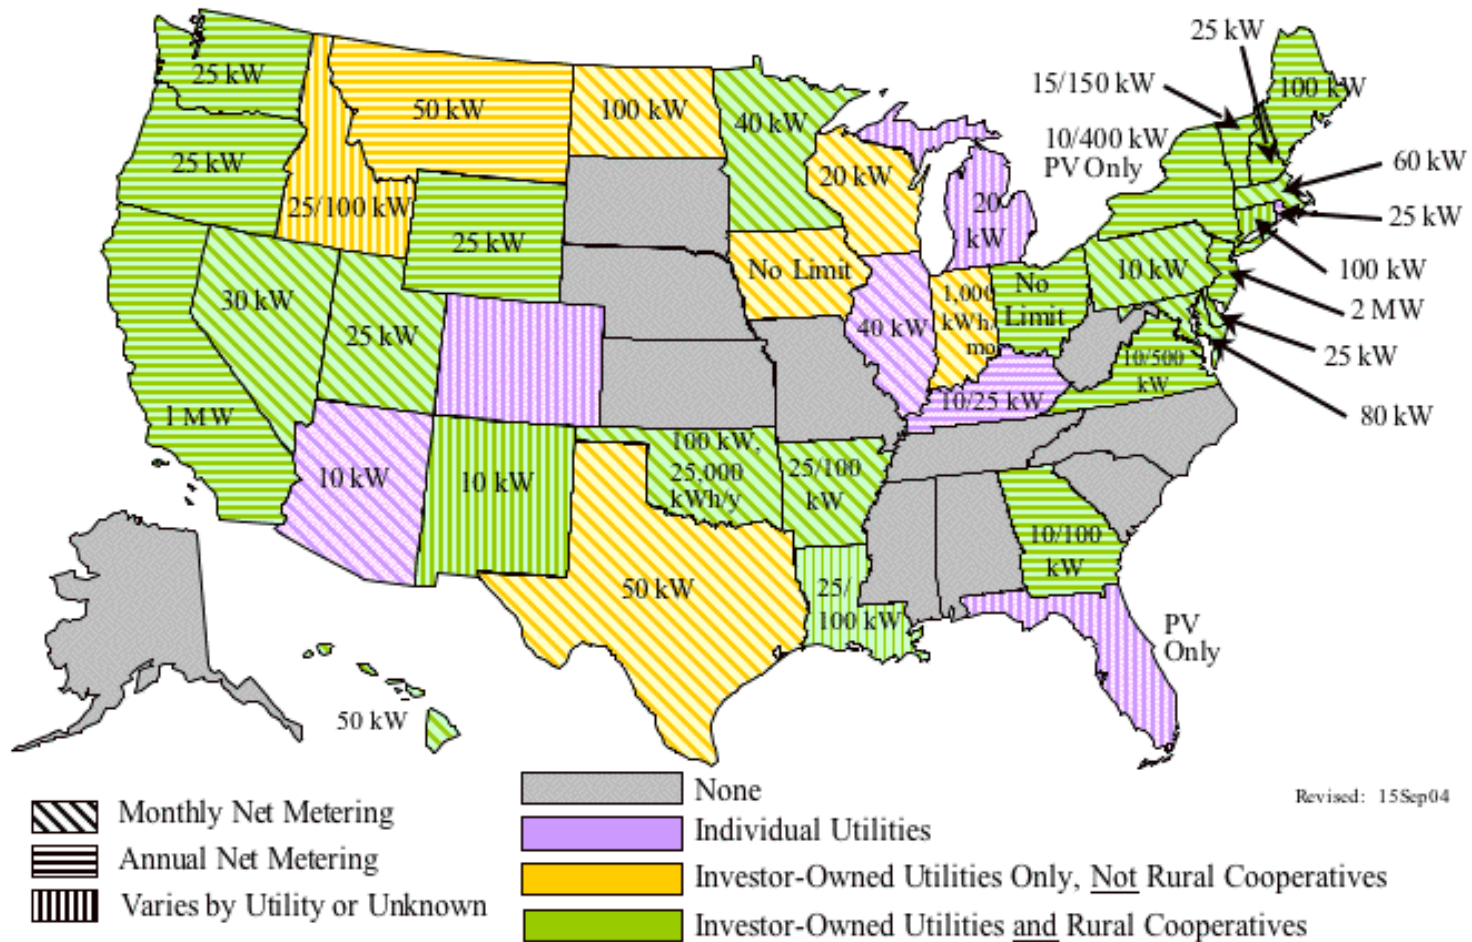 25 kW
15/150 kW
25 kW
50 kW
100 kW
40 kW
100 kW
10/400 kW
PV Only
60 kW
25 kW
25/100 kW
20 kW
20
kW
25 kW
25 kW
No Limit
10 kW
100 kW
30 kW
25 kW
40 kW
1,000
kWh/
mo
No
Limit
2 MW
25 kW
10/500
kW
80 kW
1 MW
10/25 kW
10 kW
10 kW
100 kW,
25,000
kWh/y
25/100
kW
10/100
kW
50 kW
25/
100 kW
PV
Only
50 kW
Monthly Net Metering
Annual Net Metering
Varies by Utility or Unknown
None
Individual Utilities
Investor-Owned Utilities Only, Not Rural Cooperatives
Investor-Owned Utilities and Rural Cooperatives
Revised: 15Sep04